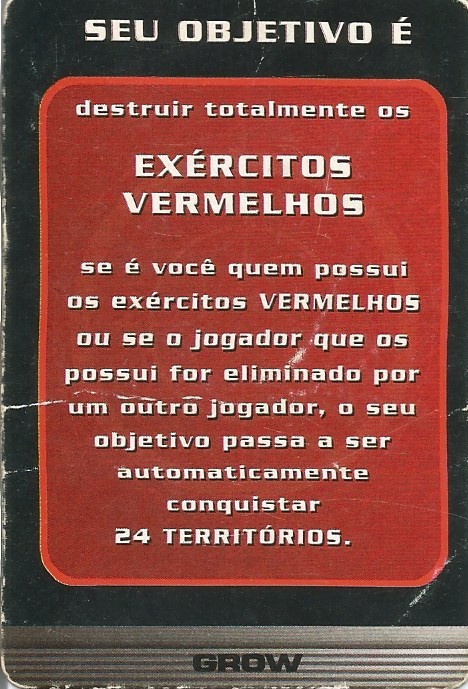 SEU OBJETIVO É
destruir totalmente os
EXÉRCITOS
VERMELHOS
se é você quem possui
os exércitos VERMELHOS
ou se o jogador que os
possui for eliminado por
um outro jogador, o seu
objetivo passa a ser
automaticamente
conquistar
24 TERRITÓRIOS.
GROW